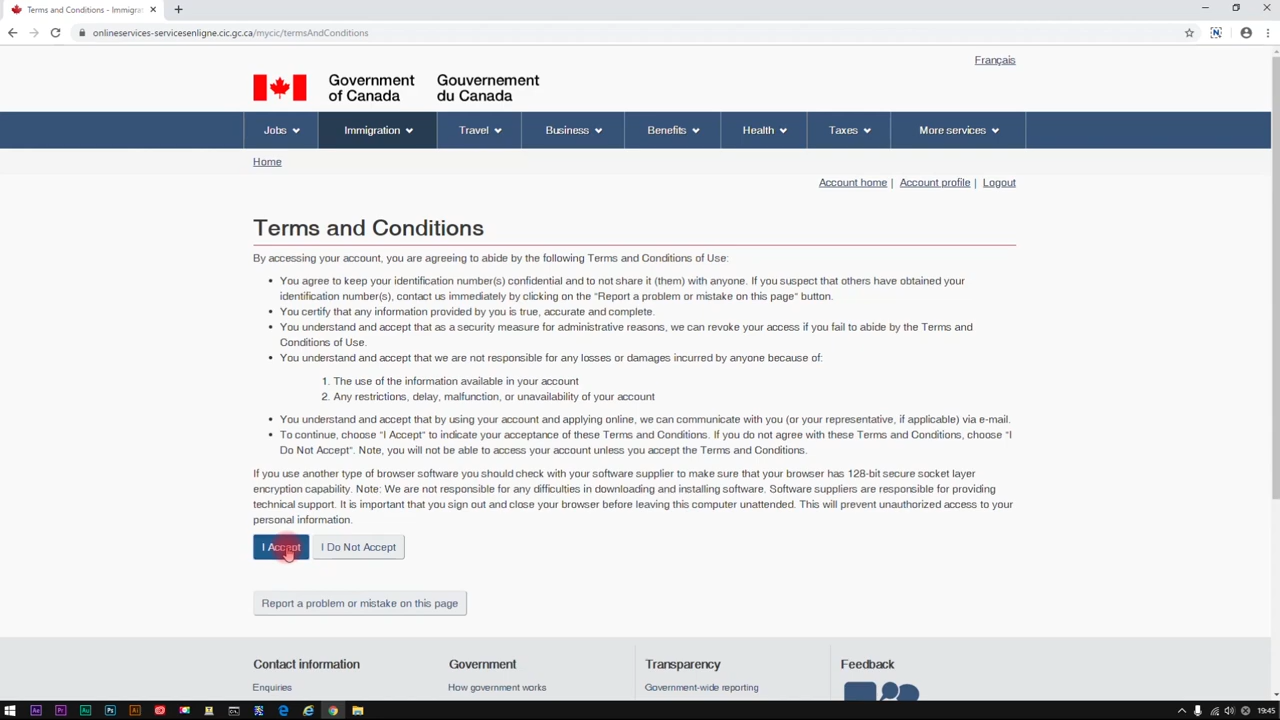 Terms and Conditions - Immigrat
onlineservices-servicesenligne.cic.gc.ca/mycic/termsAndConditions
Français
Government of Canada
Gouvernement du Canada
Jobs Immigration Travel Business Benefits Health Taxes More services
Home
Account home | Account profile | Logout
Terms and Conditions
By accessing your account, you are agreeing to abide by the following Terms and Conditions of Use:
• You agree to keep your identification number(s) confidential and to not share it (them) with anyone. If you suspect that others have obtained your
identification number(s), contact us immediately by clicking on the "Report a problem or mistake on this page" button.
• You certify that any information provided by you is true, accurate and complete.
• You understand and accept that as a security measure for administrative reasons, we can revoke your access if you fail to abide by the Terms and
Conditions of Use.
• You understand and accept that we are not responsible for any losses or damages incurred by anyone because of:
1. The use of the information available in your account
2. Any restrictions, delay, malfunction, or unavailability of your account
• You understand and accept that by using your account and applying online, we can communicate with you (or your representative, if applicable) via e-mail.
• To continue, choose "I Accept" to indicate your acceptance of these Terms and Conditions. If you do not agree with these Terms and Conditions, choose "I
Do Not Accept". Note, you will not be able to access your account unless you accept the Terms and Conditions.
If you use another type of browser software you should check with your software supplier to make sure that your browser has 128-bit secure socket layer
encryption capability. Note: We are not responsible for any difficulties in downloading and installing software. Software suppliers are responsible for providing
technical support. It is important that you sign out and close your browser before leaving this computer unattended. This will prevent unauthorized access to your
personal information.
I Accept I Do Not Accept
Report a problem or mistake on this page
Contact information Government Transparency Feedback
Enquiries How government works Government-wide reporting
Ae Pr Au Ps Ai
19:45